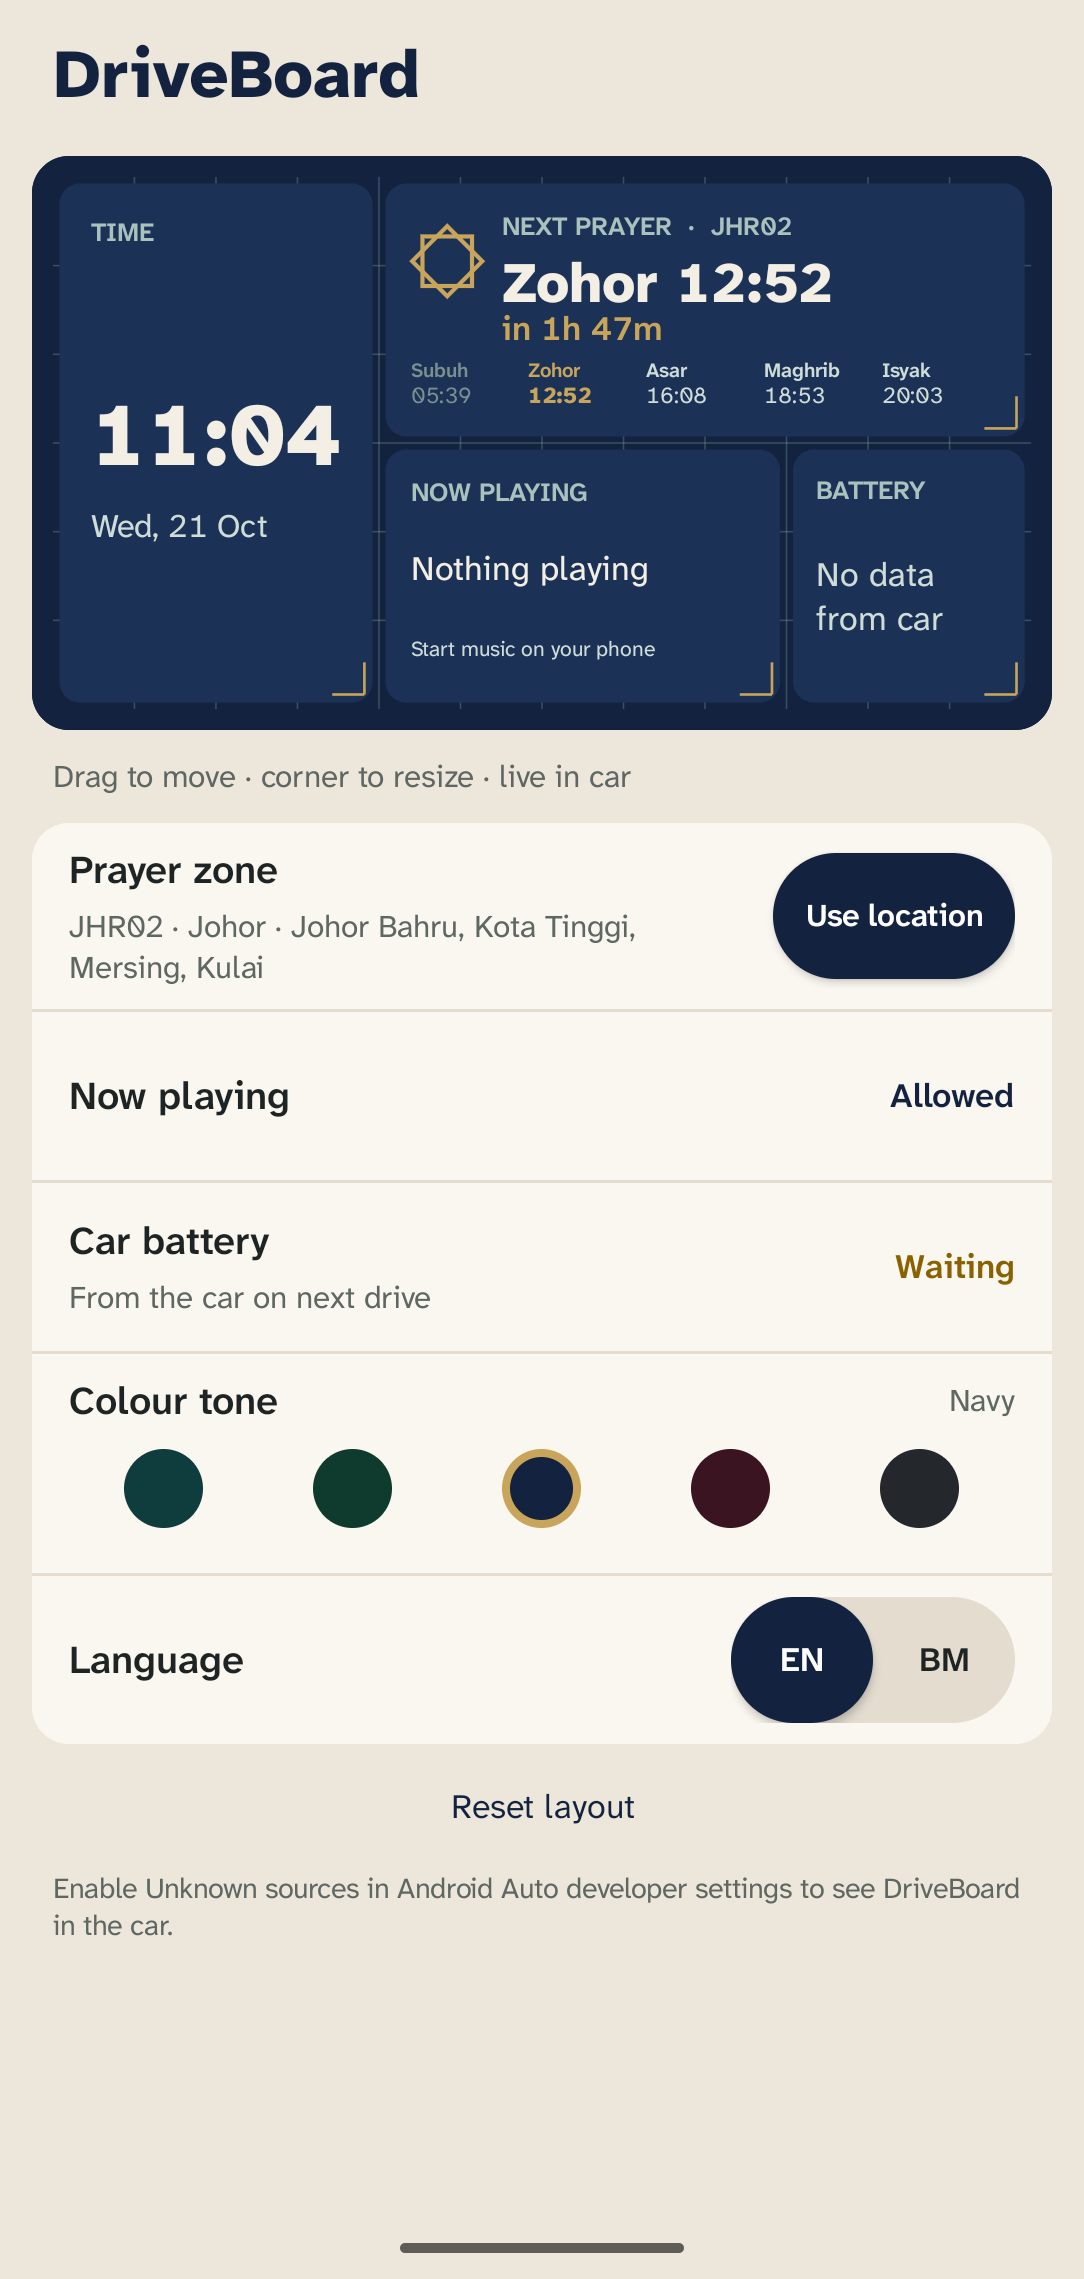 DriveBoard
TIME
11:04
Wed, 21 Oct
NEXT PRAYER · JHR02
Zohor 12:52
in 1h 47m
Subuh Zohor Asar Maghrib Isyak
05:39 12:52 16:08 18:53 20:03
NOW PLAYING
Nothing playing
Start music on your phone
BATTERY
No data
from car
Drag to move · corner to resize · live in car
Prayer zone
JHR02 · Johor · Johor Bahru, Kota Tinggi,
Mersing, Kulai
Use location
Now playing
Allowed
Car battery
From the car on next drive
Waiting
Colour tone
Navy
Language
EN BM
Reset layout
Enable Unknown sources in Android Auto developer settings to see DriveBoard
in the car.